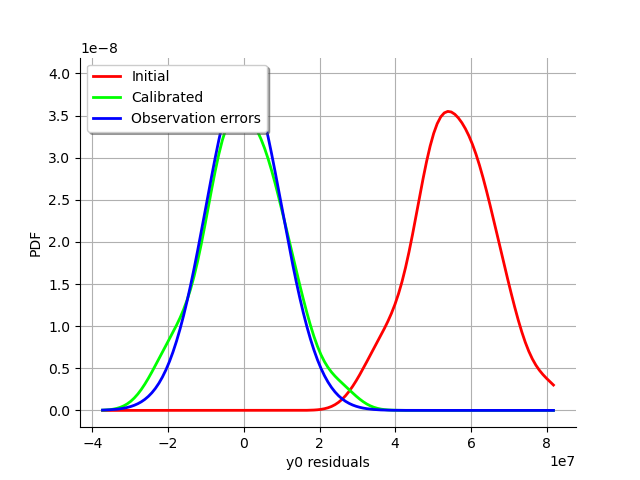 1e−8
Initial
Calibrated
Observation errors
4.0
3.5
3.0
2.5
2.0
1.5
1.0
0.5
0.0
PDF
−4
−2
0
2
4
6
8
y0 residuals
1e7